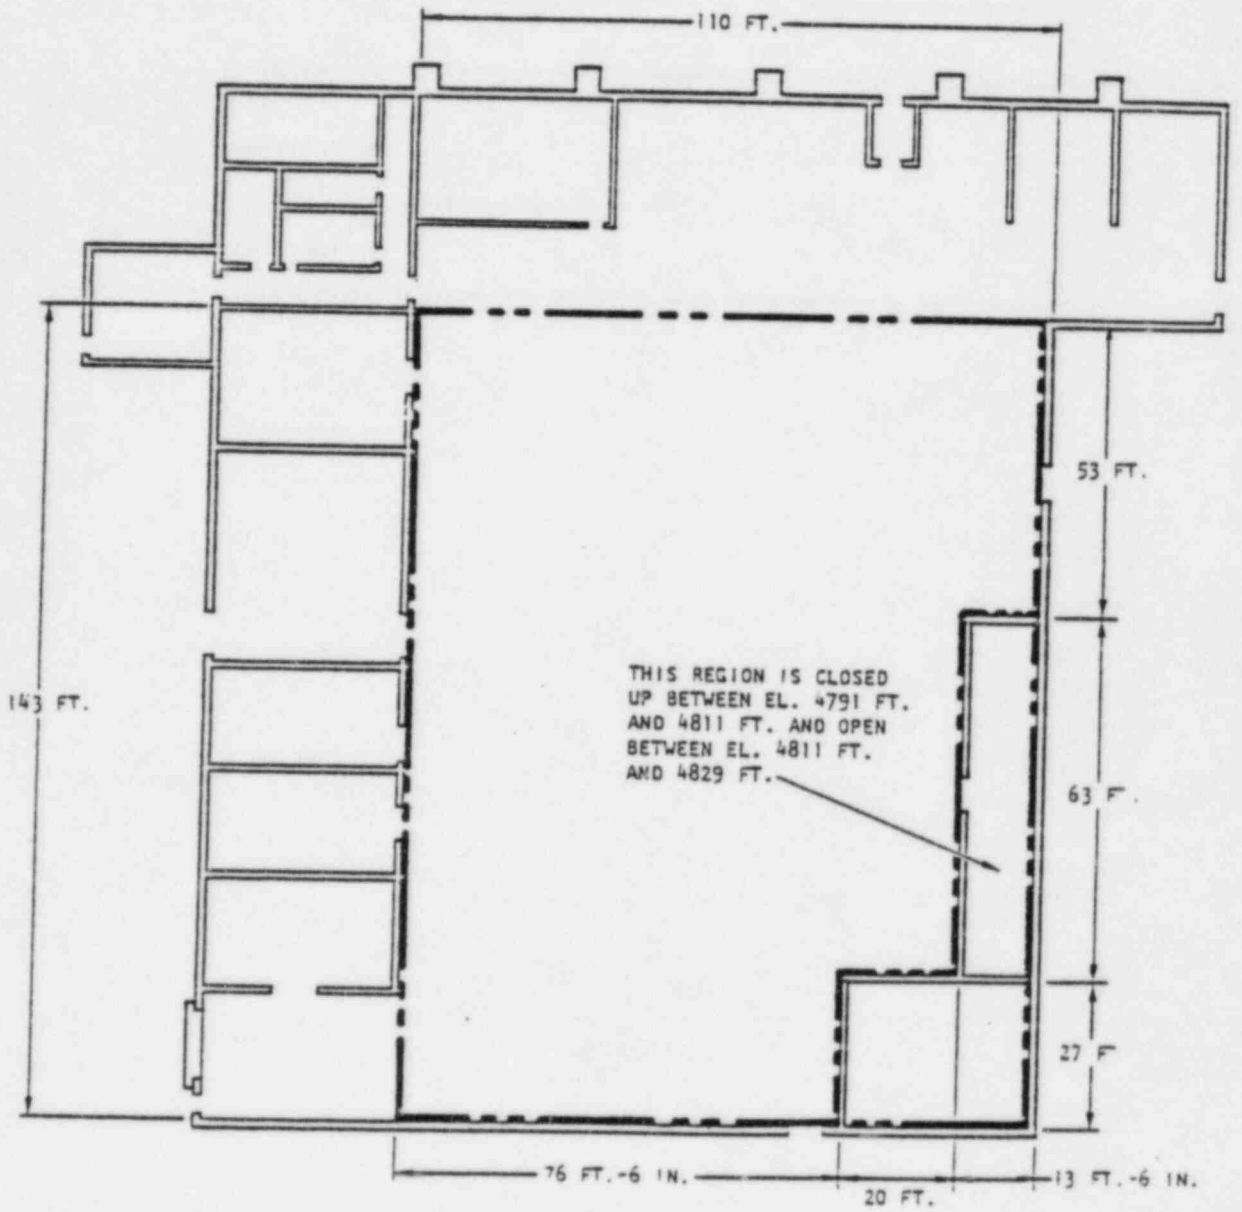 110 FT.
53 FT.
THIS REGION IS CLOSED
UP BETWEEN EL. 4791 FT.
AND 4811 FT. AND OPEN
BETWEEN EL. 4811 FT.
AND 4829 FT.
143 FT.
63 F .
27 F
76 FT.-6 IN.
13 FT.-6 IN.
20 FT.